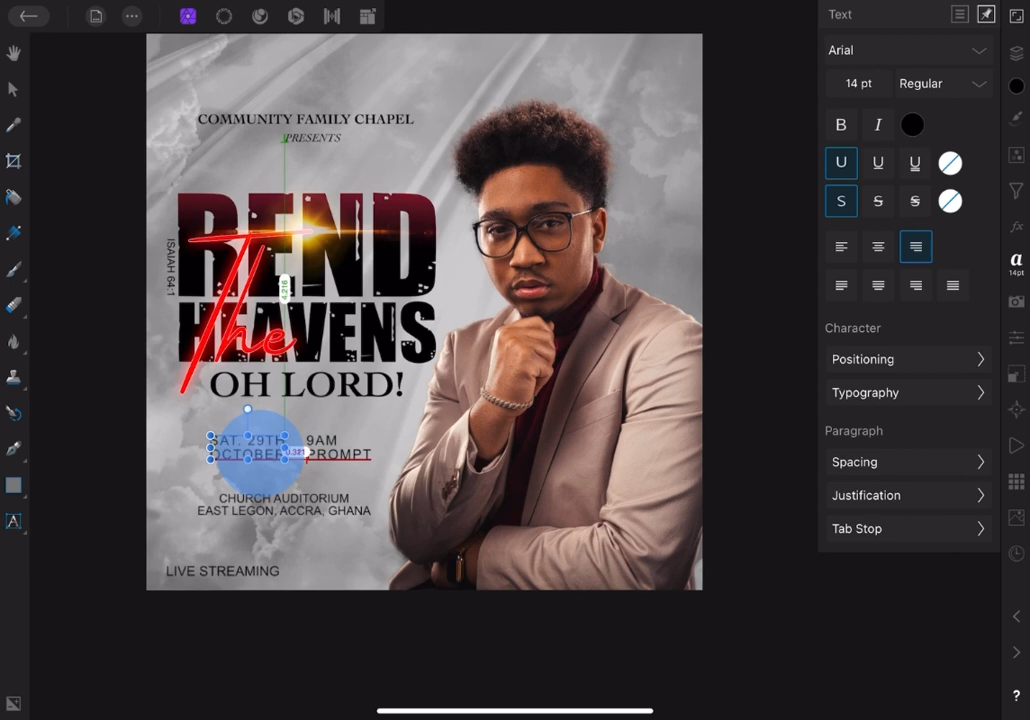 Text
Arial
14 pt Regular
B I
U U U
S S S
Character
Positioning
Typography
Paragraph
Spacing
Justification
Tab Stop
a
14pt
fx
?
A
COMMUNITY FAMILY CHAPEL
PRESENTS
REND
The
HEAVENS
OH LORD!
ISAIAH 64:1
SAT. 29TH 9AM
OCTOBER PROMPT
CHURCH AUDITORIUM
EAST LEGON, ACCRA, GHANA
LIVE STREAMING